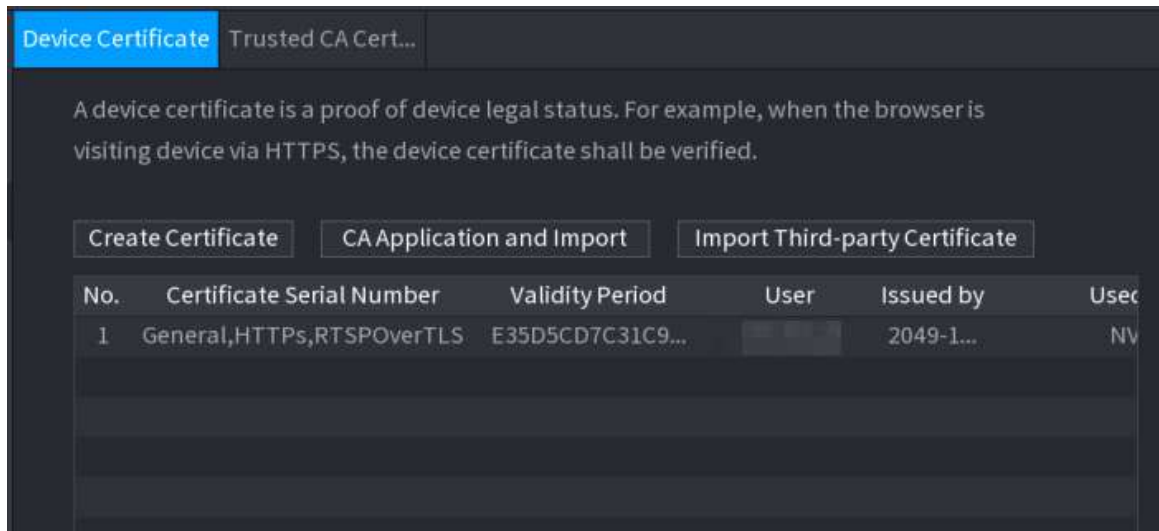 Device Certificate Trusted CA Cert...
A device certificate is a proof of device legal status. For example, when the browser is
visiting device via HTTPS, the device certificate shall be verified.
Create Certificate CA Application and Import Import Third-party Certificate
No. Certificate Serial Number Validity Period User Issued by Used
1 General,HTTPs,RTSPOverTLS E35D5CD7C31C9... 2049-1... NV